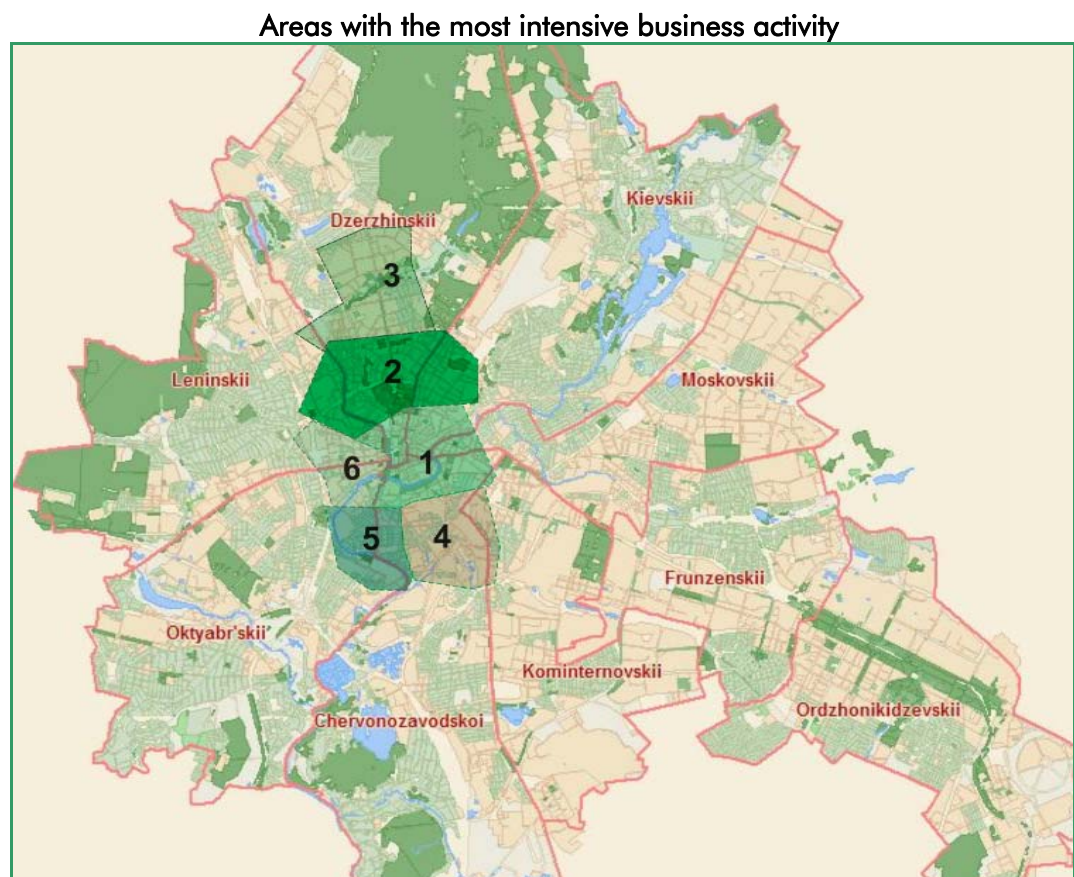 Areas with the most intensive business activity
Kievskii
Dzerzhinskii
3
2
Leninskii
Moskovskii
6
1
5
4
Frunzenskii
Oktyabr'skii'
Kominternovskii
Ordzhonikidzevskii
Chervonozavodskoi